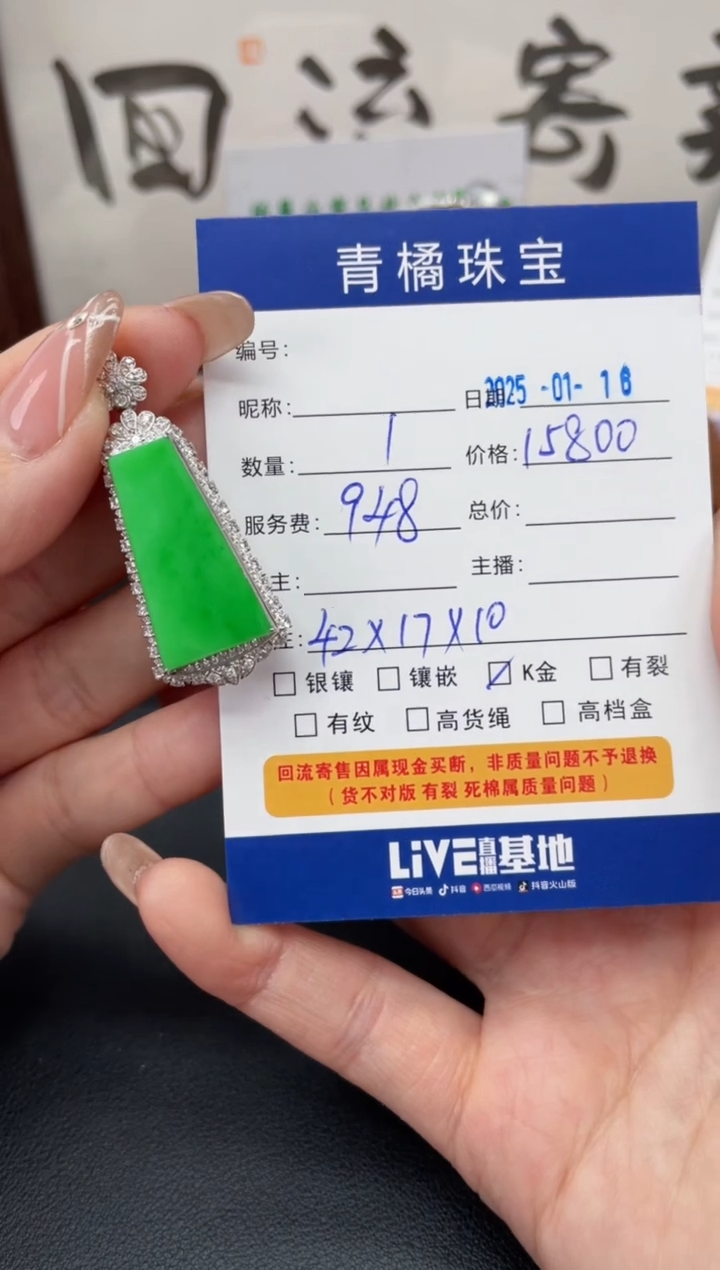 回流寄
青橘珠宝
编号：
昵称： 日期 2025 -01- 16
数量： 1 价格： 15800
服务费： 948 总价：
主： 主播：
注： 42X17X10
银镶 镶嵌 K金 有裂
有纹 高货绳 高档盒
回流寄售因属现金买断，非质量问题不予退换
（货不对版 有裂 死棉属质量问题）
LiVE直播基地
今日头条 抖音 西瓜视频 抖音火山版